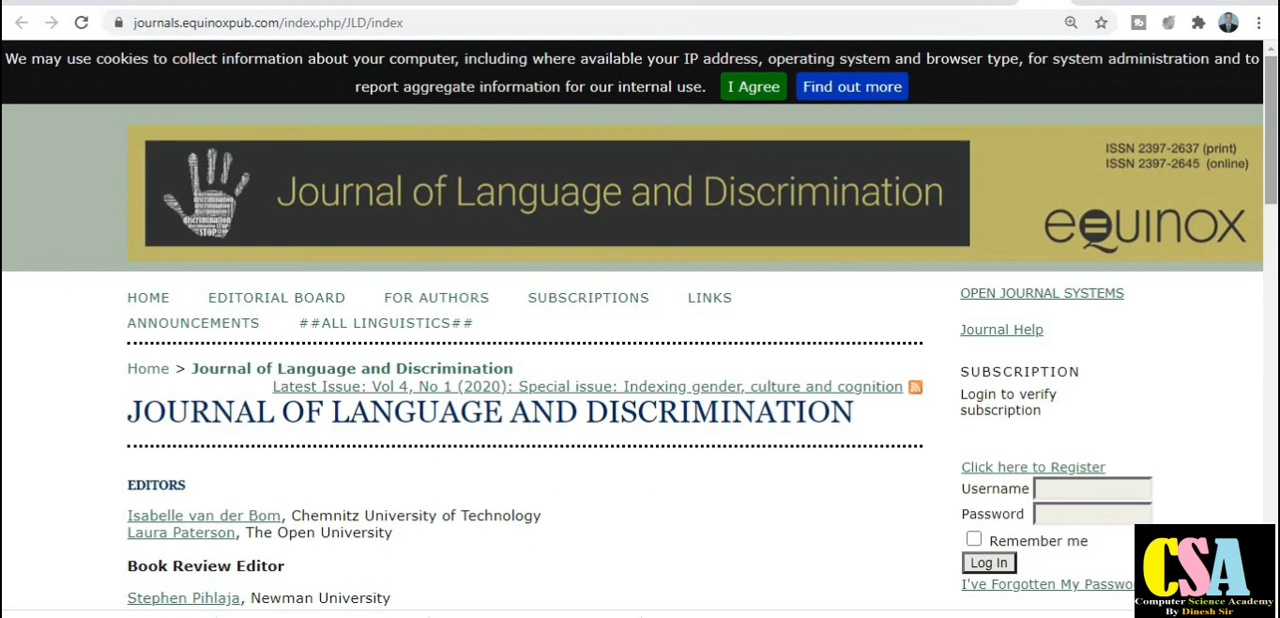 journals.equinoxpub.com/index.php/JLD/index
We may use cookies to collect information about your computer, including where available your IP address, operating system and browser type, for system administration and to
report aggregate information for our internal use. I Agree Find out more
discrimination
STOP
Journal of Language and Discrimination
ISSN 2397-2637 (print)
ISSN 2397-2645 (online)
equinox
HOME EDITORIAL BOARD FOR AUTHORS SUBSCRIPTIONS LINKS
ANNOUNCEMENTS ##ALL LINGUISTICS##
Home > Journal of Language and Discrimination
Latest Issue: Vol 4, No 1 (2020): Special issue: Indexing gender, culture and cognition
JOURNAL OF LANGUAGE AND DISCRIMINATION
EDITORS
Isabelle van der Bom, Chemnitz University of Technology
Laura Paterson, The Open University
Book Review Editor
Stephen Pihlaja, Newman University
OPEN JOURNAL SYSTEMS
Journal Help
SUBSCRIPTION
Login to verify
subscription
Click here to Register
Username
Password
Remember me
Log In
I've Forgotten My Passwo
CSA
Computer Science Academy
By Dinesh Sir